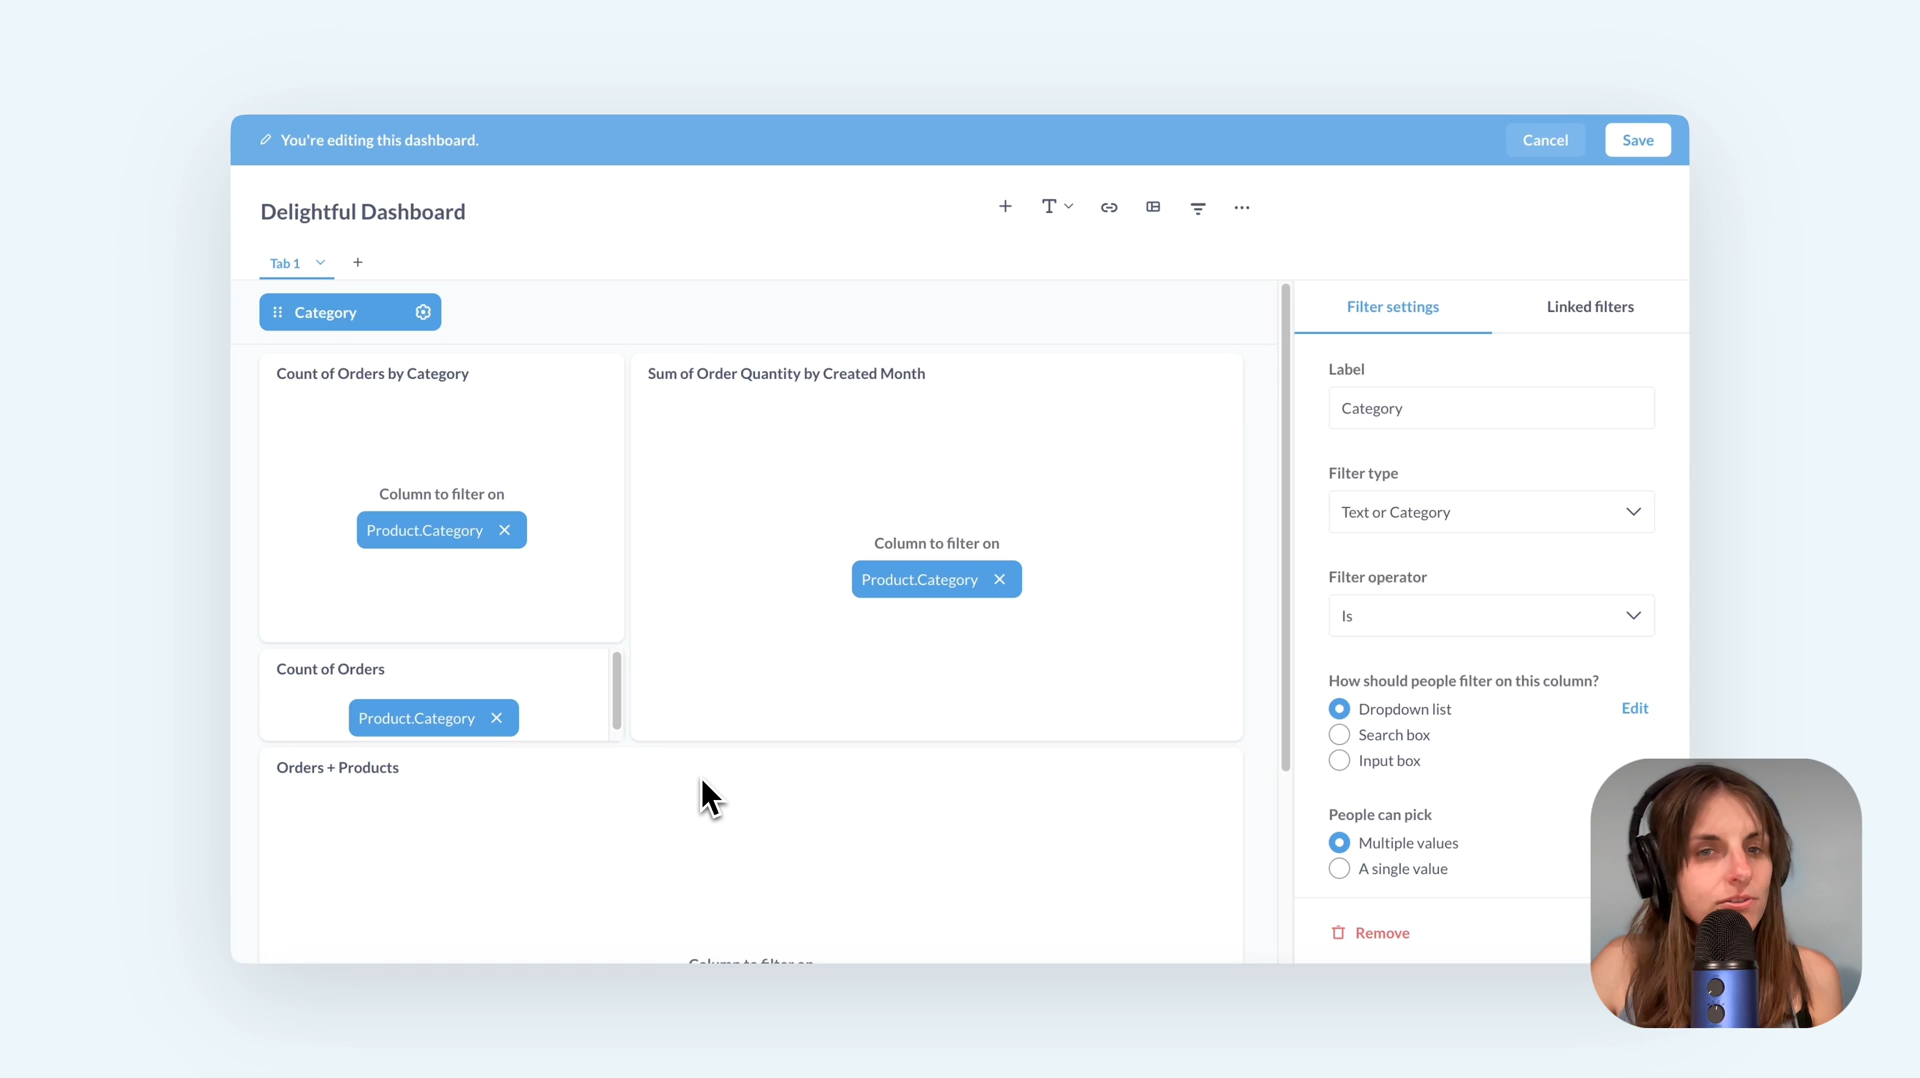 You're editing this dashboard.
Cancel
Save
Delightful Dashboard
Tab 1
Category
Filter settings
Linked filters
Count of Orders by Category
Column to filter on
Product.Category
Sum of Order Quantity by Created Month
Column to filter on
Product.Category
Count of Orders
Product.Category
Orders + Products
Column to filter on
Label
Category
Filter type
Text or Category
Filter operator
Is
How should people filter on this column?
Dropdown list
Edit
Search box
Input box
People can pick
Multiple values
A single value
Remove